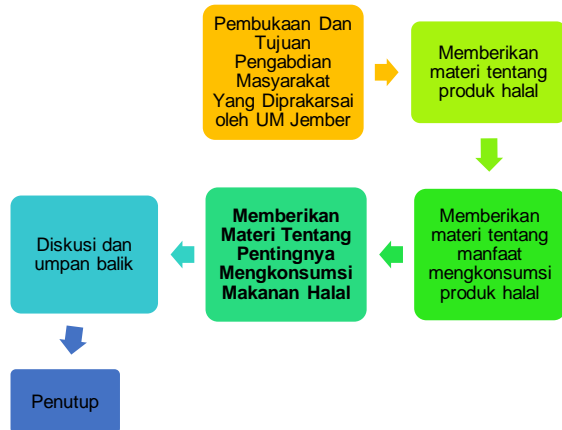 Pembukaan Dan
Tujuan
Pengabdian
Masyarakat
Yang Diprakarsai
oleh UM Jember
Memberikan
materi tentang
produk halal
Memberikan
materi tentang
manfaat
mengkonsumsi
produk halal
Memberikan
Materi Tentang
Pentingnya
Mengkonsumsi
Makanan Halal
Diskusi dan
umpan balik
Penutup